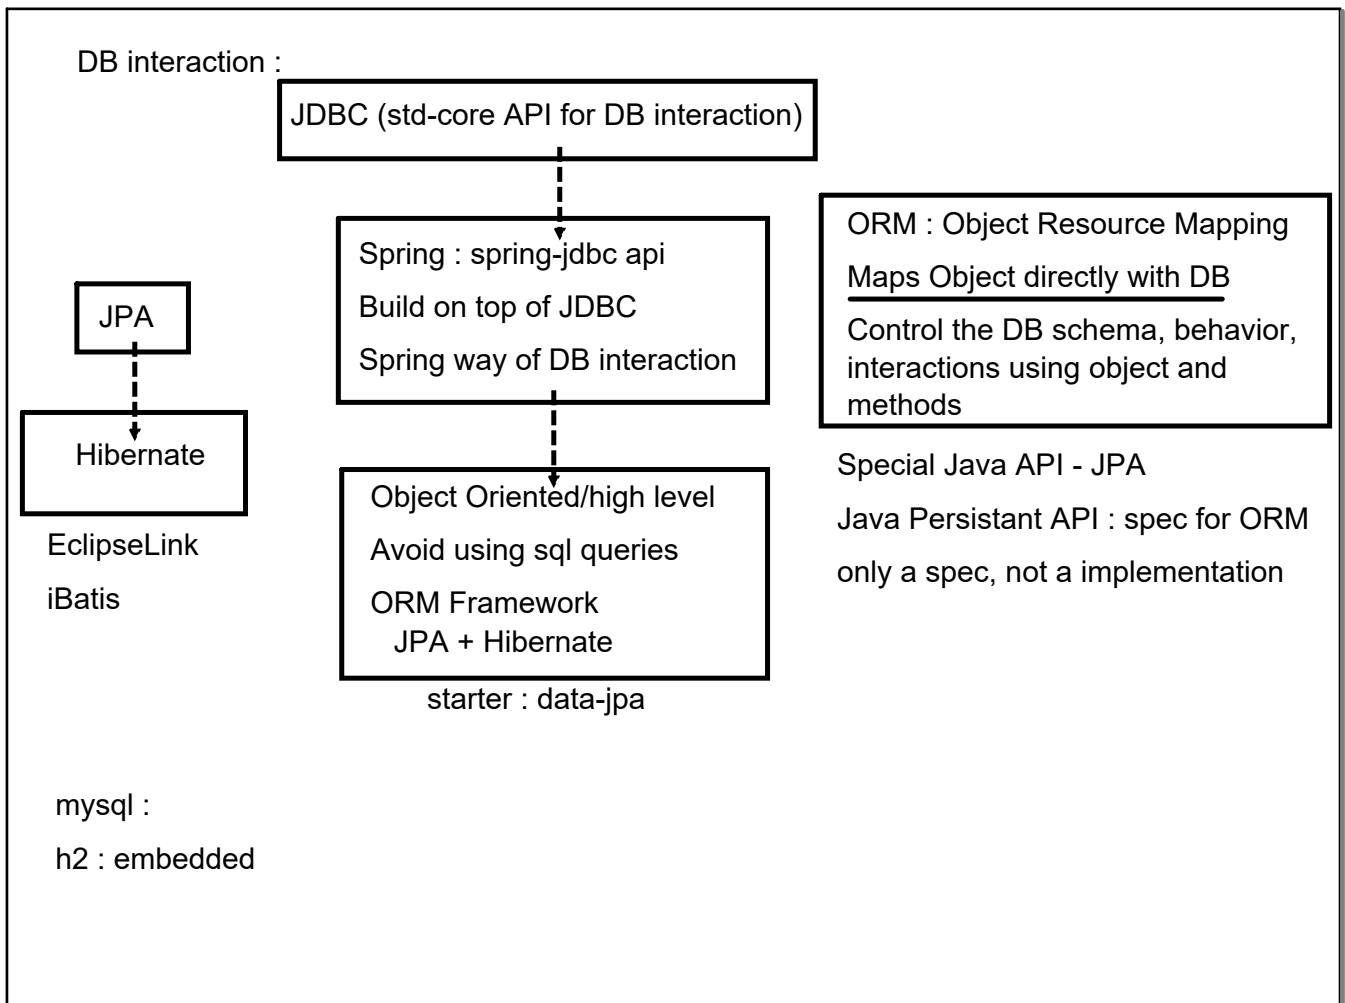 DB interaction :
JDBC (std-core API for DB interaction)
Spring : spring-jdbc api
Build on top of JDBC
Spring way of DB interaction
ORM : Object Resource Mapping
Maps Object directly with DB
Control the DB schema, behavior,
interactions using object and
methods
JPA
Hibernate
EclipseLink
iBatis
Object Oriented/high level
Avoid using sql queries
ORM Framework
JPA + Hibernate
starter : data-jpa
Special Java API - JPA
Java Persistant API : spec for ORM
only a spec, not a implementation
mysql :
h2 : embedded